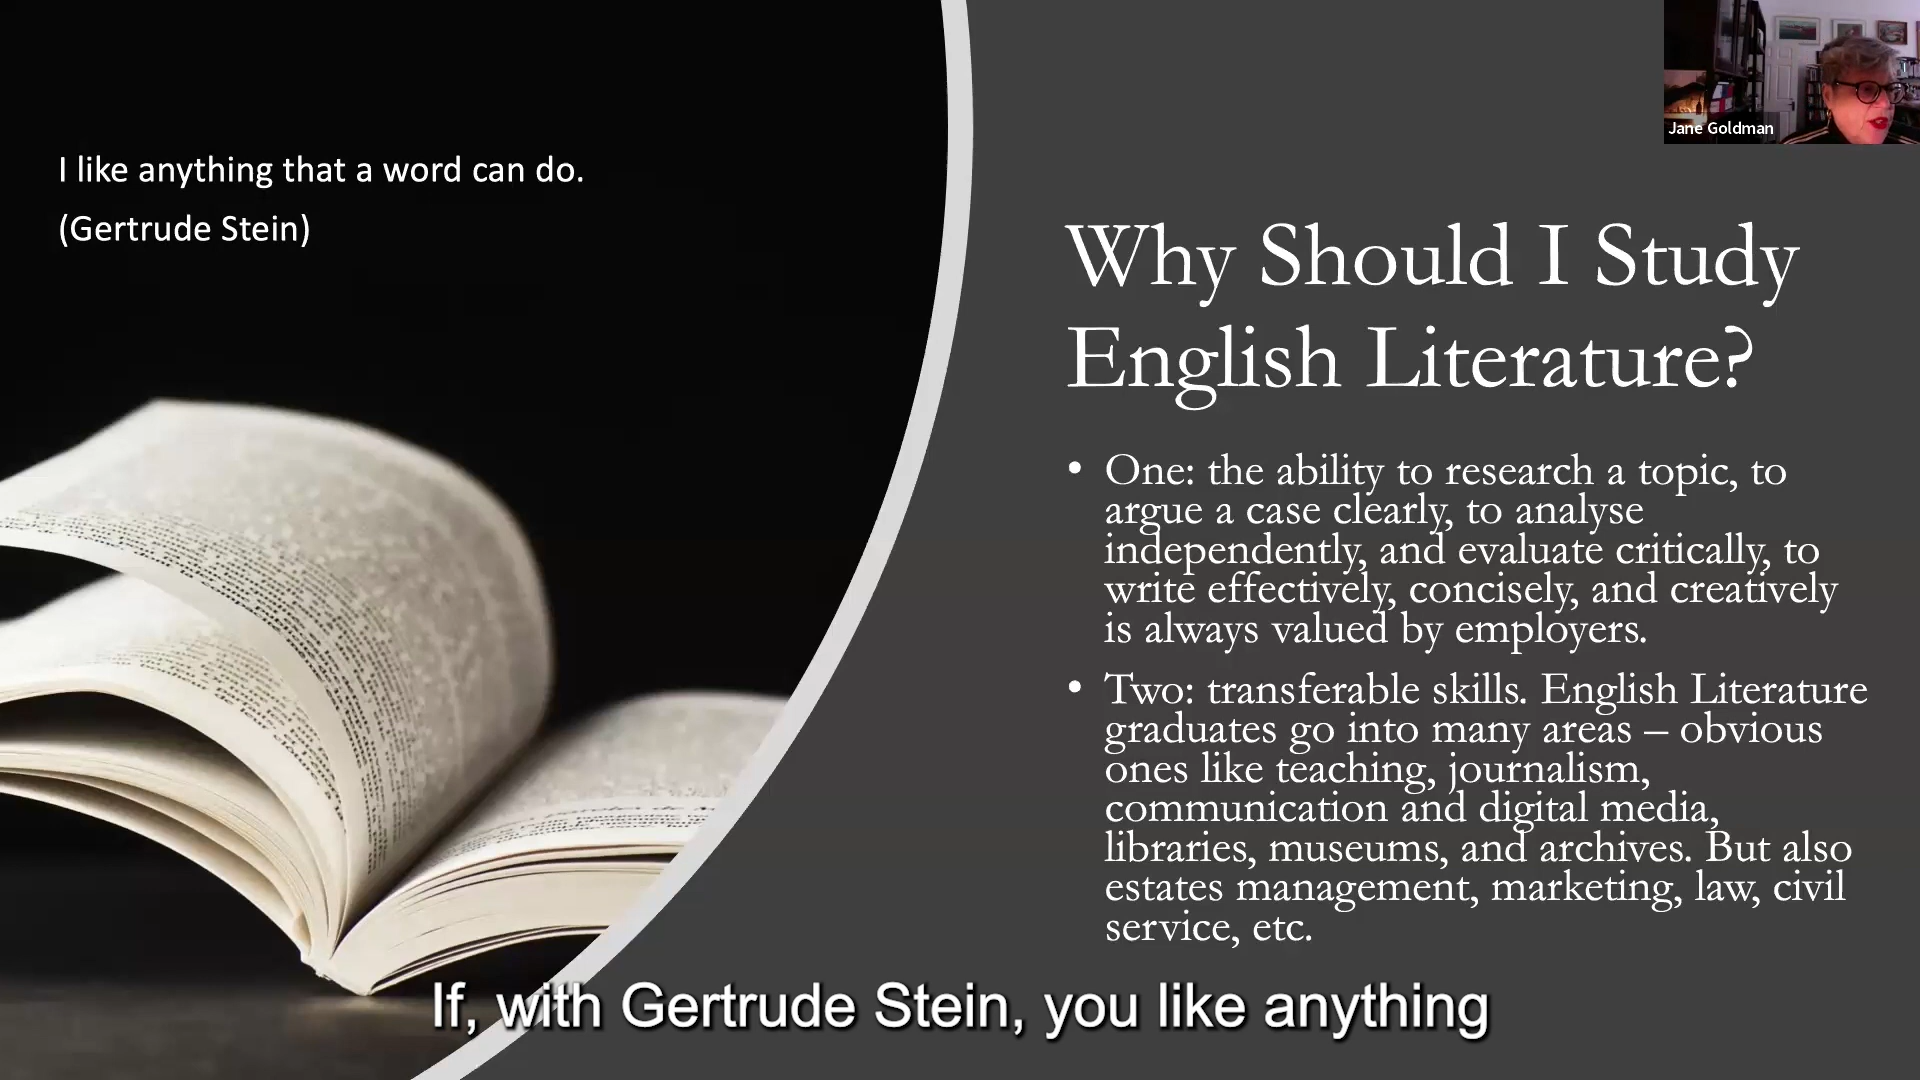 I like anything that a word can do.
(Gertrude Stein)
Jane Goldman
Why Should I Study
English Literature?
• One: the ability to research a topic, to
argue a case clearly, to analyse
independently, and evaluate critically, to
write effectively, concisely, and creatively
is always valued by employers.
• Two: transferable skills. English Literature
graduates go into many areas – obvious
ones like teaching, journalism,
communication and digital media,
libraries, museums, and archives. But also
estates management, marketing, law, civil
service, etc.
If, with Gertrude Stein, you like anything